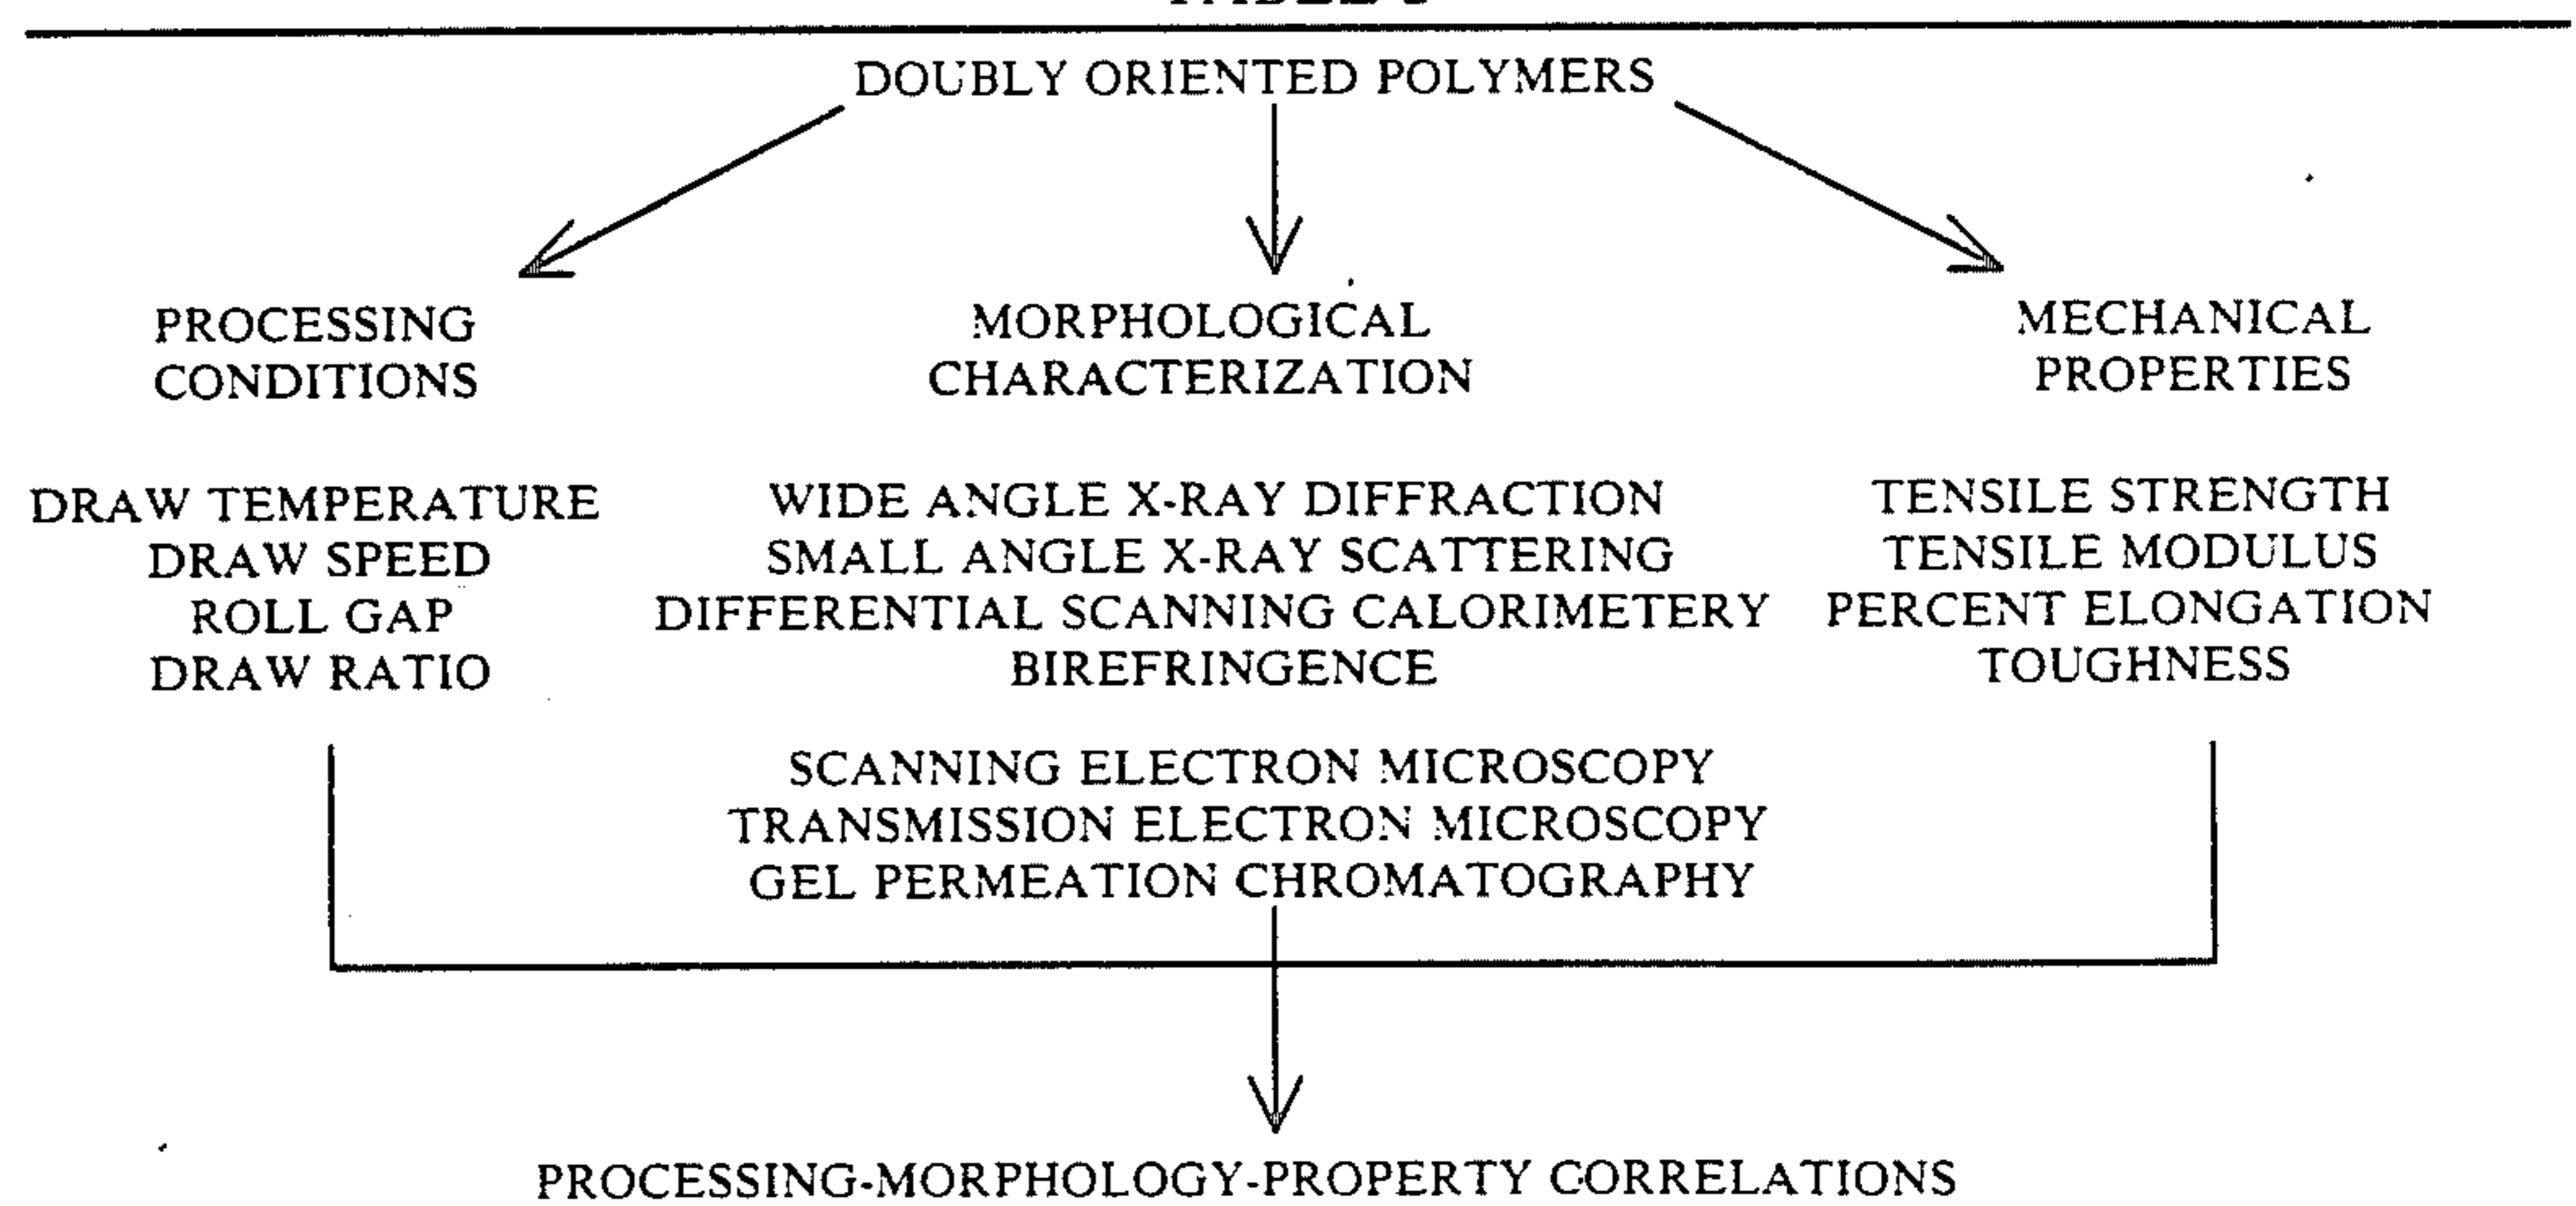 DOUBLY ORIENTED POLYMERS
PROCESSING
CONDITIONS
MORPHOLOGICAL
CHARACTERIZATION
MECHANICAL
PROPERTIES
DRAW TEMPERATURE
DRAW SPEED
ROLL GAP
DRAW RATIO
WIDE ANGLE X-RAY DIFFRACTION
SMALL ANGLE X-RAY SCATTERING
DIFFERENTIAL SCANNING CALORIMETERY
BIREFRINGENCE
SCANNING ELECTRON MICROSCOPY
TRANSMISSION ELECTRON MICROSCOPY
GEL PERMEATION CHROMATOGRAPHY
TENSILE STRENGTH
TENSILE MODULUS
PERCENT ELONGATION
TOUGHNESS
PROCESSING-MORPHOLOGY-PROPERTY CORRELATIONS